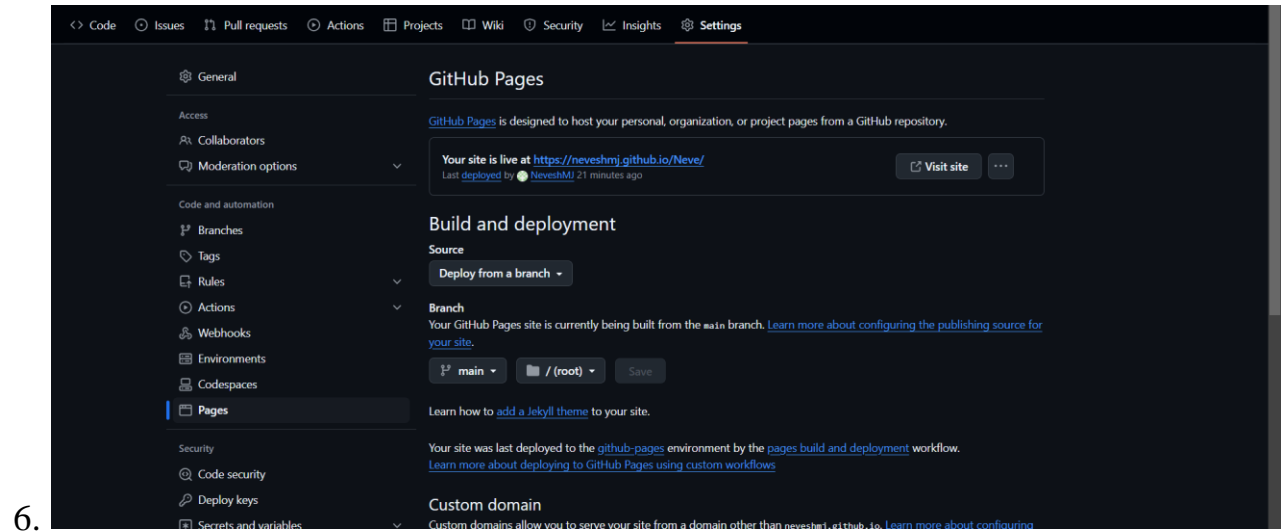 Code Issues Pull requests Actions Projects Wiki Security Insights Settings
General
Access
Collaborators
Moderation options
Code and automation
Branches
Tags
Rules
Actions
Webhooks
Environments
Codespaces
Pages
Security
Code security
Deploy keys
Secrets and variables
GitHub Pages
GitHub Pages is designed to host your personal, organization, or project pages from a GitHub repository.
Your site is live at https://neveshmj.github.io/Neve/
Last deployed by NeveshMJ 21 minutes ago
Visit site
Build and deployment
Source
Deploy from a branch
Branch
Your GitHub Pages site is currently being built from the main branch. Learn more about configuring the publishing source for
your site.
main / (root) Save
Learn how to add a Jekyll theme to your site.
Your site was last deployed to the github-pages environment by the pages build and deployment workflow.
Learn more about deploying to GitHub Pages using custom workflows
Custom domain
Custom domains allow you to serve your site from a domain other than neveshmj.github.io. Learn more about configuring
6.